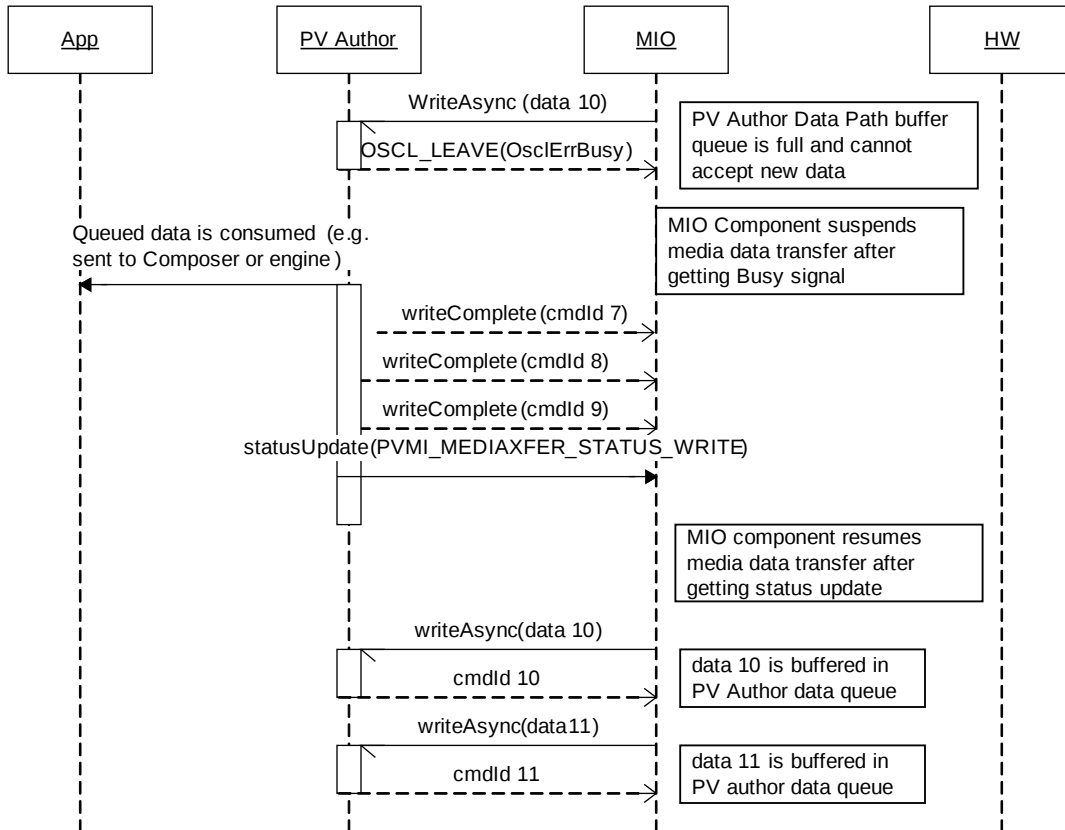 App
PV Author
MIO
HW
WriteAsync (data 10)
PV Author Data Path buffer
queue is full and cannot
accept new data
OSCL_LEAVE(OsclErrBusy)
MIO Component suspends
media data transfer after
getting Busy signal
Queued data is consumed (e.g.
sent to Composer or engine)
writeComplete(cmdId 7)
writeComplete(cmdId 8)
writeComplete(cmdId 9)
statusUpdate(PVMI_MEDIAXFER_STATUS_WRITE)
MIO component resumes
media data transfer after
getting status update
writeAsync(data 10)
cmdId 10
data 10 is buffered in
PV Author data queue
writeAsync(data11)
cmdId 11
data 11 is buffered in
PV author data queue